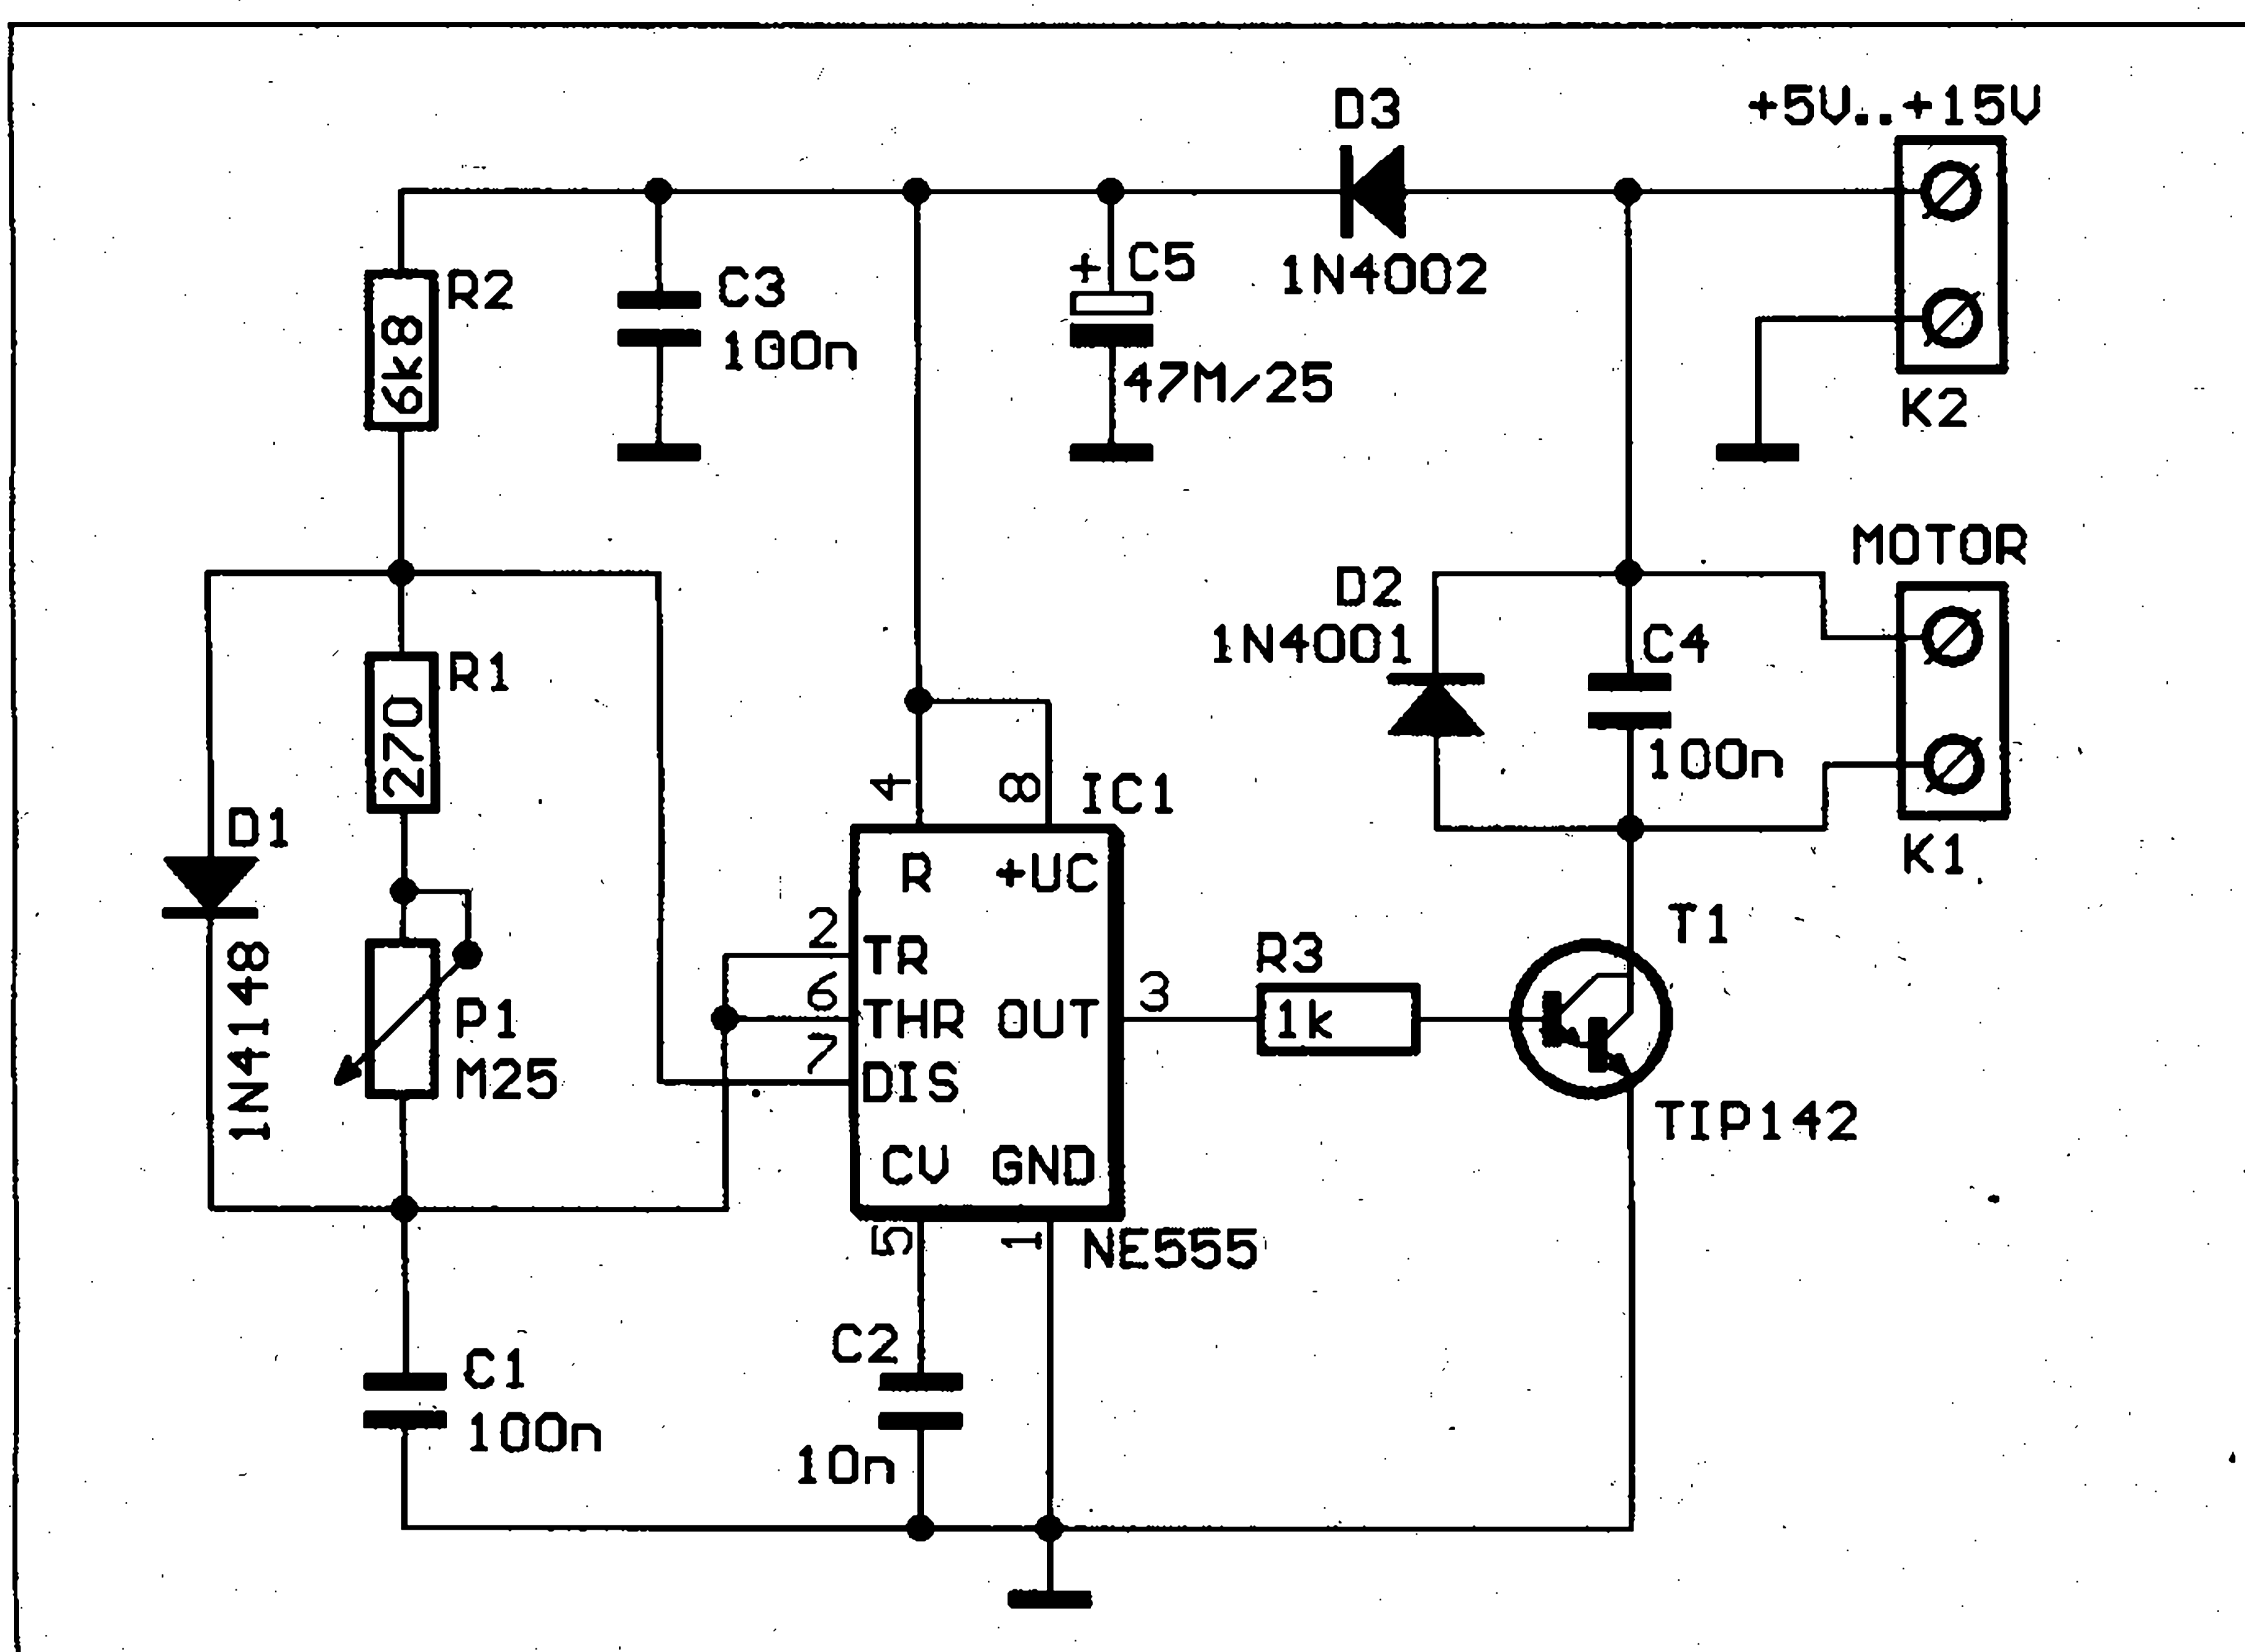 D3
+5V..+15V
R2
6k8
C3
100n
+
C5
47M/25
1N4002
K2
MOTOR
D2
1N4001
C4
100n
K1
R1
270
D1
1N4148
P1
M25
4
8
IC1
R
+UC
2
TR
6
THR
OUT
3
7
DIS
CV
GND
5
1
NE555
R3
1k
T1
TIP142
C1
100n
C2
10n